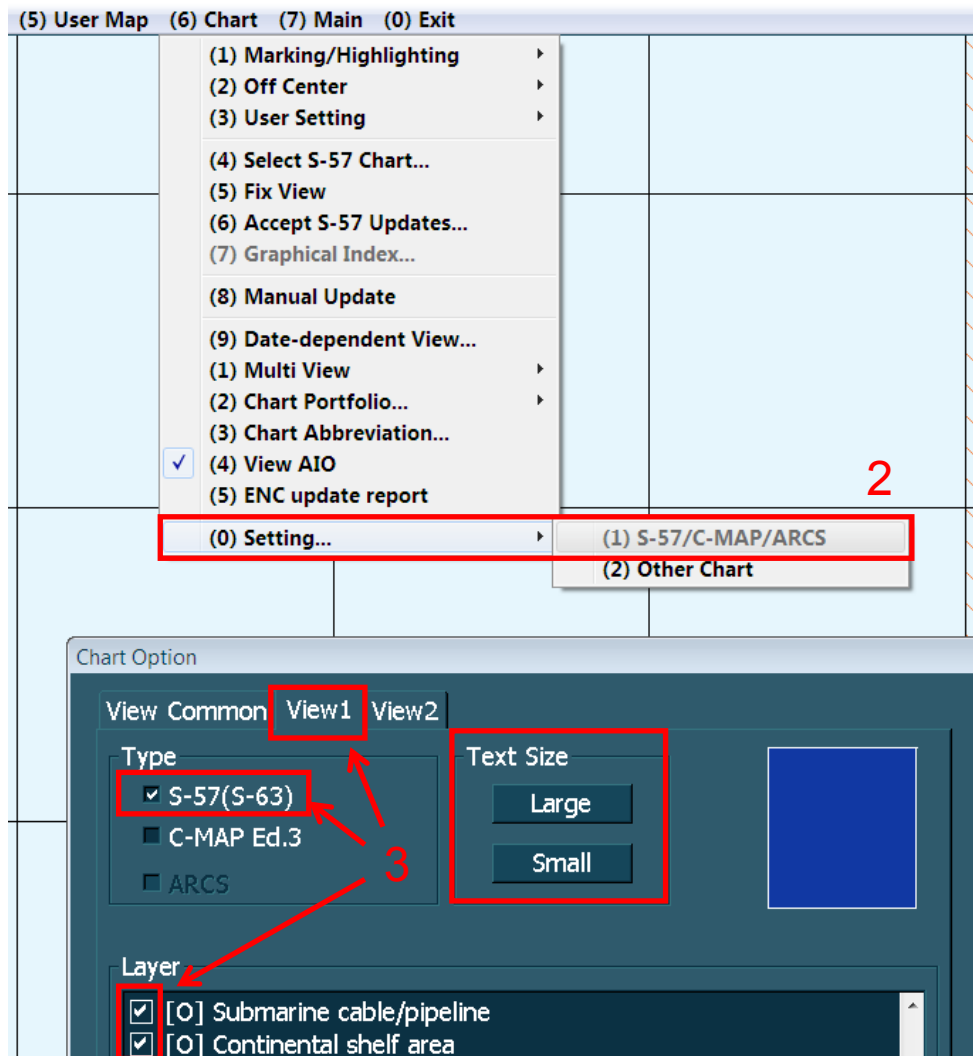 (5) User Map (6) Chart (7) Main (0) Exit
(1) Marking/Highlighting
(2) Off Center
(3) User Setting
(4) Select S-57 Chart...
(5) Fix View
(6) Accept S-57 Updates...
(7) Graphical Index...
(8) Manual Update
(9) Date-dependent View...
(1) Multi View
(2) Chart Portfolio...
(3) Chart Abbreviation...
(4) View AIO
(5) ENC update report
2
(0) Setting... (1) S-57/C-MAP/ARCS
(2) Other Chart
Chart Option
View Common View1 View2
Type Text Size
S-57(S-63) Large
C-MAP Ed.3
3 Small
ARCS
Layer
[O] Submarine cable/pipeline
[O] Continental shelf area